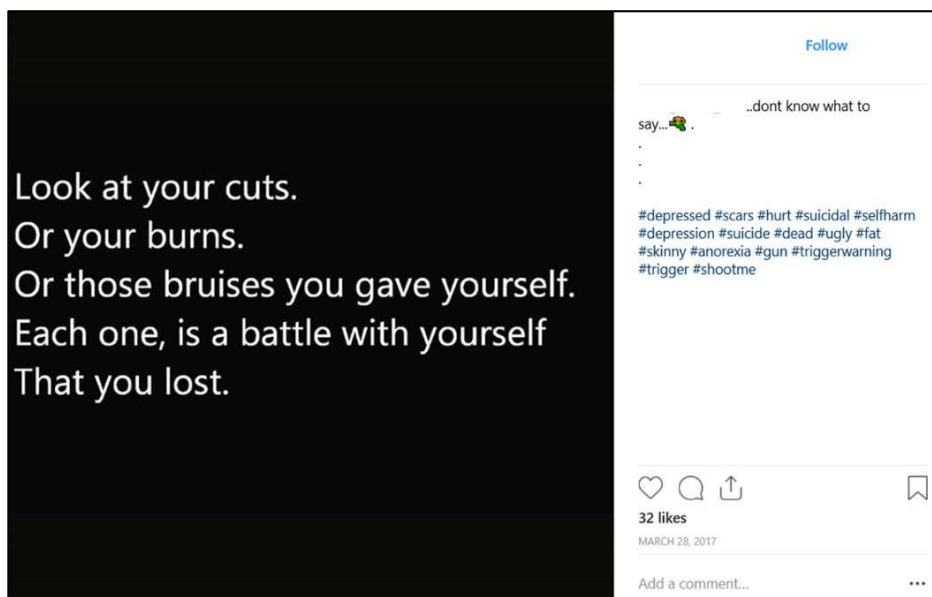 Look at your cuts.
Or your burns.
Or those bruises you gave yourself.
Each one, is a battle with yourself
That you lost.
Follow
..dont know what to
say... .
.
.
.
#depressed #scars #hurt #suicidal #selfharm
#depression #suicide #dead #ugly #fat
#skinny #anorexia #gun #triggerwarning
#trigger #shootme
32 likes
MARCH 28, 2017
Add a comment...